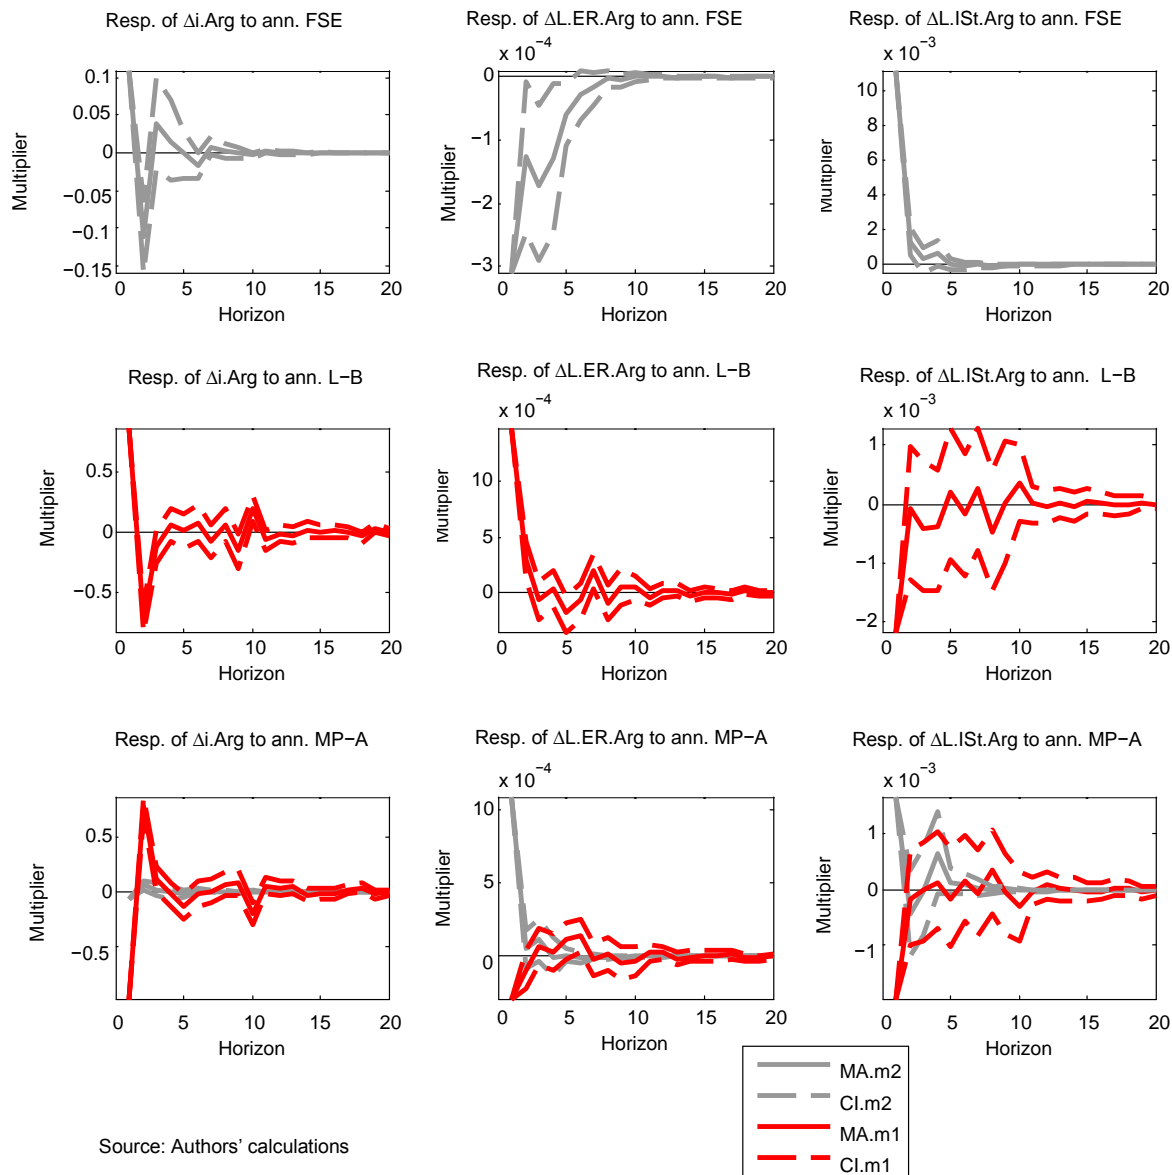 Resp. of Δi.Arg to ann. FSE
Resp. of ΔL.ER.Arg to ann. FSE
Resp. of ΔL.ISt.Arg to ann. FSE
x 10⁻⁴
x 10⁻³
Multiplier
0.1
0.05
0
−0.05
−0.1
−0.15
0 5 10 15 20
Horizon
Multiplier
0
−1
−2
−3
0 5 10 15 20
Horizon
Multiplier
10
8
6
4
2
0
0 5 10 15 20
Horizon
Resp. of Δi.Arg to ann. L−B
Resp. of ΔL.ER.Arg to ann. L−B
Resp. of ΔL.ISt.Arg to ann. L−B
x 10⁻⁴
x 10⁻³
Multiplier
0.5
0
−0.5
0 5 10 15 20
Horizon
Multiplier
10
5
0
0 5 10 15 20
Horizon
Multiplier
1
0
−1
−2
0 5 10 15 20
Horizon
Resp. of Δi.Arg to ann. MP−A
Resp. of ΔL.ER.Arg to ann. MP−A
Resp. of ΔL.ISt.Arg to ann. MP−A
x 10⁻⁴
x 10⁻³
Multiplier
0.5
0
−0.5
0 5 10 15 20
Horizon
Multiplier
10
5
0
0 5 10 15 20
Horizon
Multiplier
1
0
−1
0 5 10 15 20
Horizon
MA.m2
CI.m2
MA.m1
CI.m1
Source: Authors’ calculations